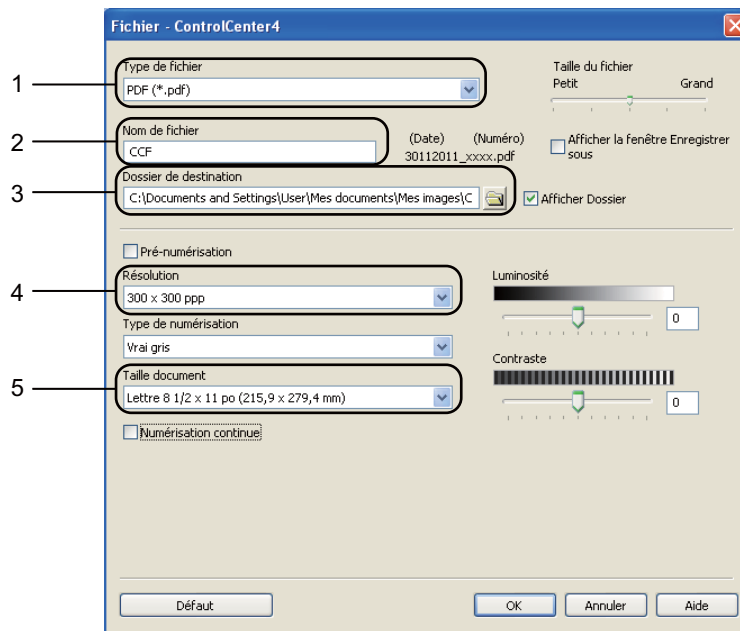 Fichier - ControlCenter4
Type de fichier
1
PDF (*.pdf)
Taille du fichier
Petit Grand
Nom de fichier
2
CCF
(Date) (Numéro)
30112011_xxxx.pdf
Afficher la fenêtre Enregistrer
sous
Dossier de destination
3
C:\Documents and Settings\User\Mes documents\Mes images\C
Afficher Dossier
Pré-numérisation
Résolution
4
300 x 300 ppp
Type de numérisation
Vrai gris
Taille document
5
Lettre 8 1/2 x 11 po (215,9 x 279,4 mm)
Numérisation continue
Luminosité
0
Contraste
0
Défaut
OK
Annuler
Aide